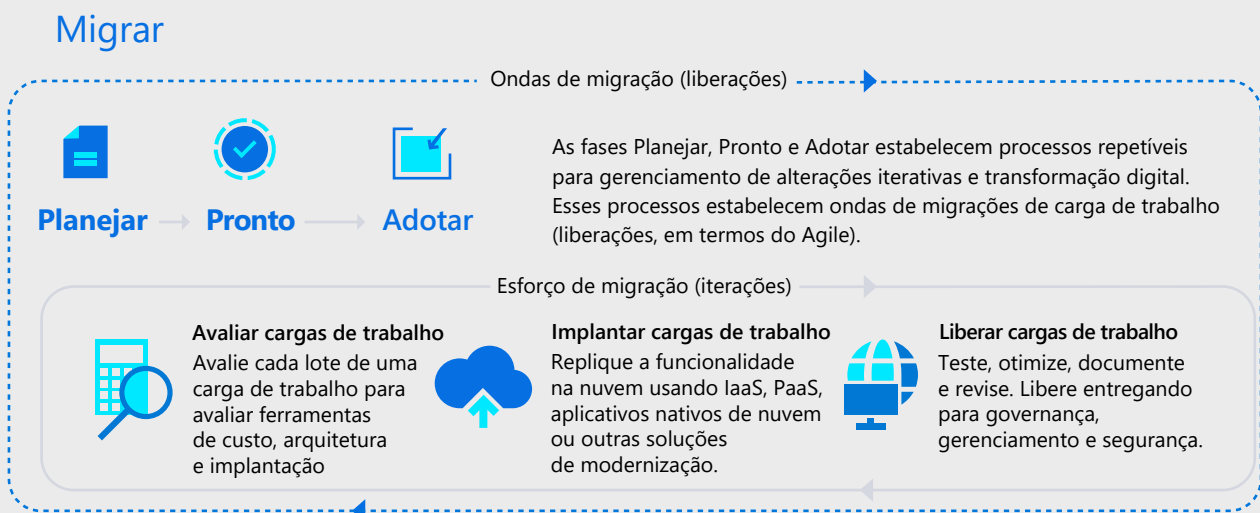 Migrar
Ondas de migração (liberações)
As fases Planejar, Pronto e Adotar estabelecem processos repetíveis
para gerenciamento de alterações iterativas e transformação digital.
Esses processos estabelecem ondas de migrações de carga de trabalho
(liberações, em termos do Agile).
Planejar
Pronto
Adotar
Esforço de migração (iterações)
Avaliar cargas de trabalho
Avalie cada lote de uma
carga de trabalho para
avaliar ferramentas
de custo, arquitetura
e implantação
Implantar cargas de trabalho
Replique a funcionalidade
na nuvem usando IaaS, PaaS,
aplicativos nativos de nuvem
ou outras soluções
de modernização.
Liberar cargas de trabalho
Teste, otimize, documente
e revise. Libere entregando
para governança,
gerenciamento e segurança.